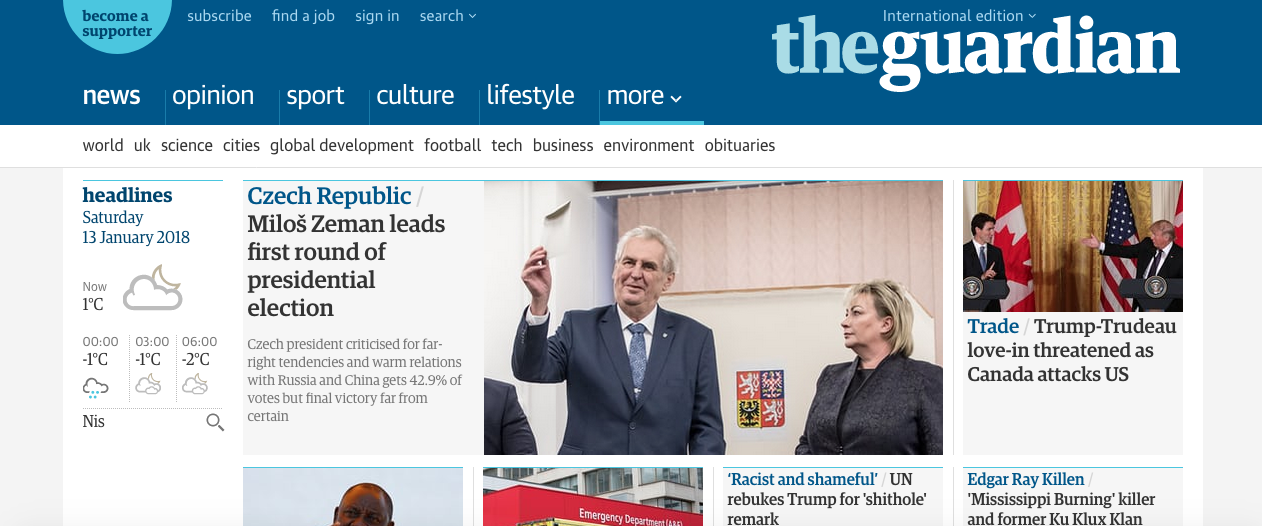 become a
supporter
subscribe find a job sign in search
International edition
theguardian
news opinion sport culture lifestyle more
world uk science cities global development football tech business environment obituaries
headlines
Saturday
13 January 2018
Now
1°C
00:00 03:00 06:00
-1°C -1°C -2°C
Nis
Czech Republic /
Miloš Zeman leads
first round of
presidential
election
Czech president criticised for far-
right tendencies and warm relations
with Russia and China gets 42.9% of
votes but final victory far from
certain
Trade / Trump-Trudeau
love-in threatened as
Canada attacks US
Emergency Department (A&E)
'Racist and shameful' / UN
rebukes Trump for 'shithole'
remark
Edgar Ray Killen /
'Mississippi Burning' killer
and former Ku Klux Klan